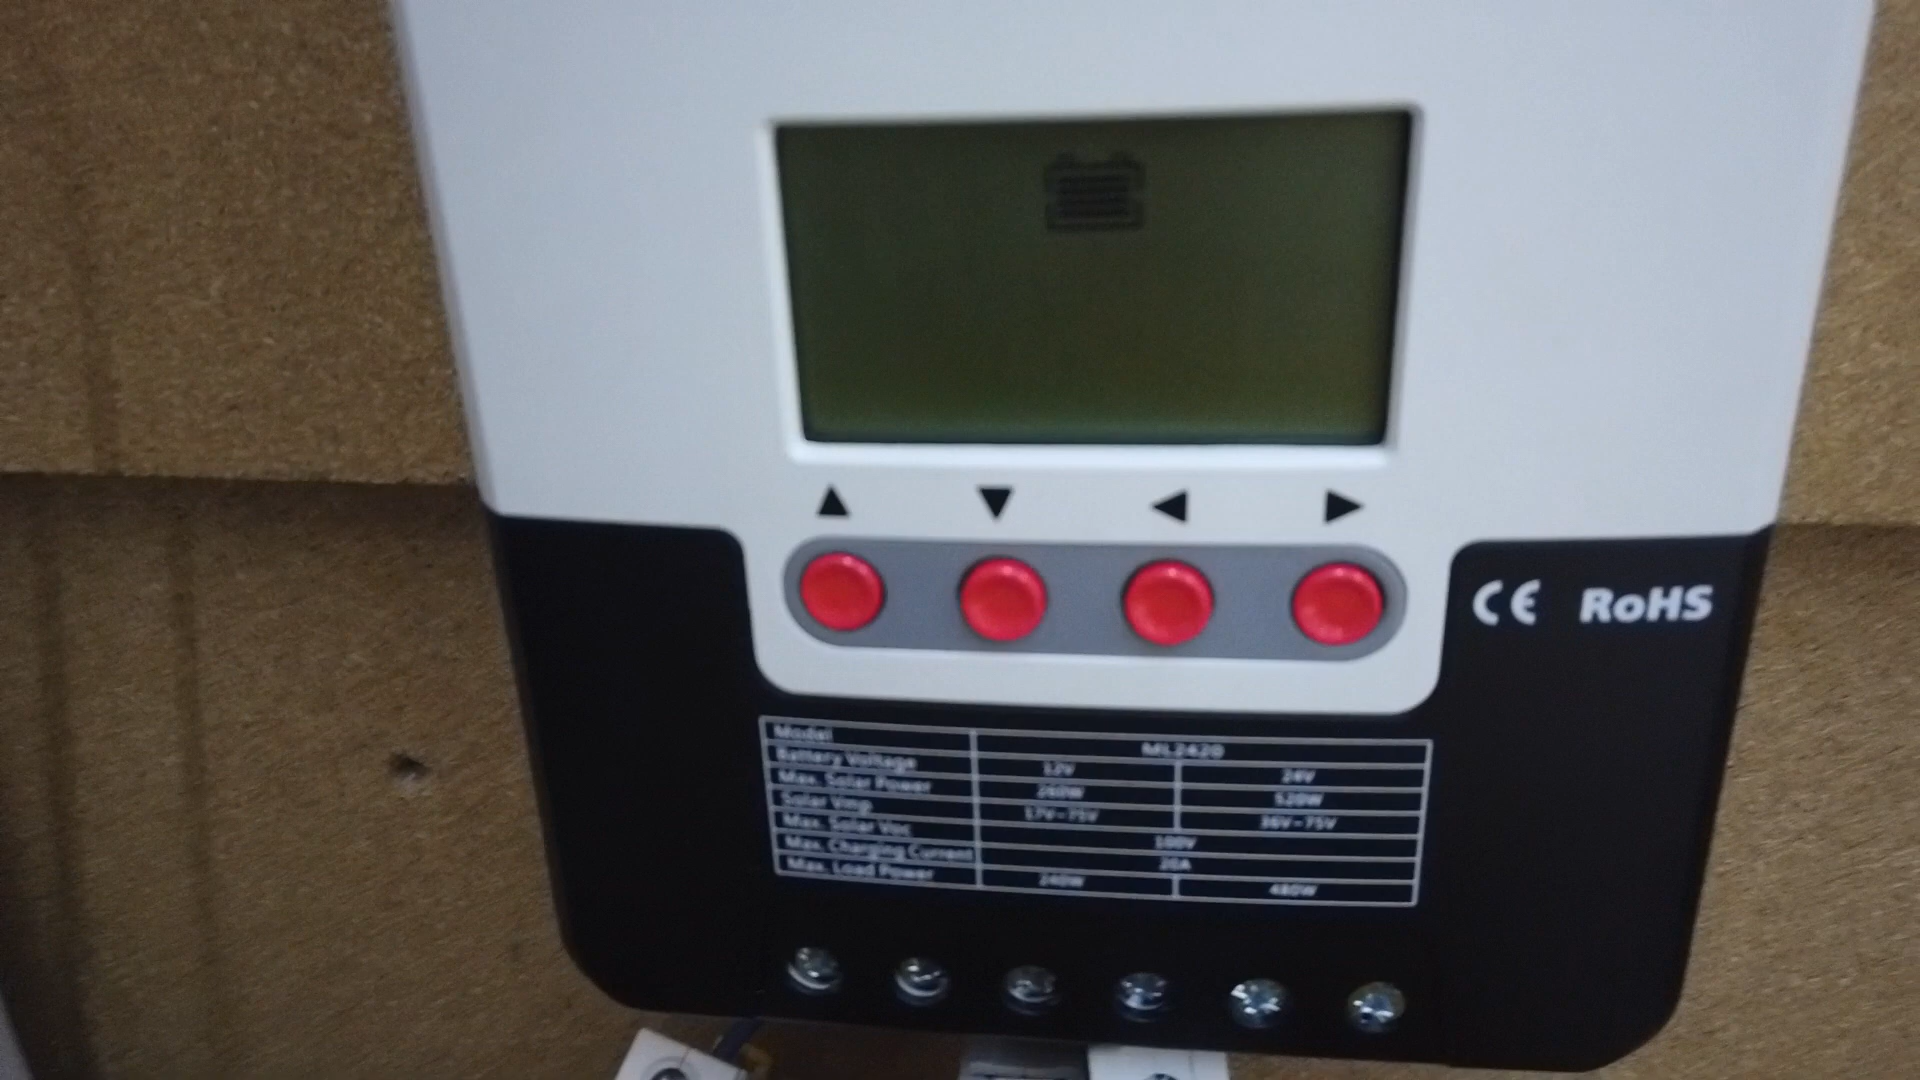 CE RoHS
Model ML2420
Battery Voltage 12V 24V
Max. Solar Power 260W 520W
Solar Vmp 17V~75V 36V~75V
Max. Solar Voc 100V
Max. Charging Current 20A
Max. Load Power 240W 480W